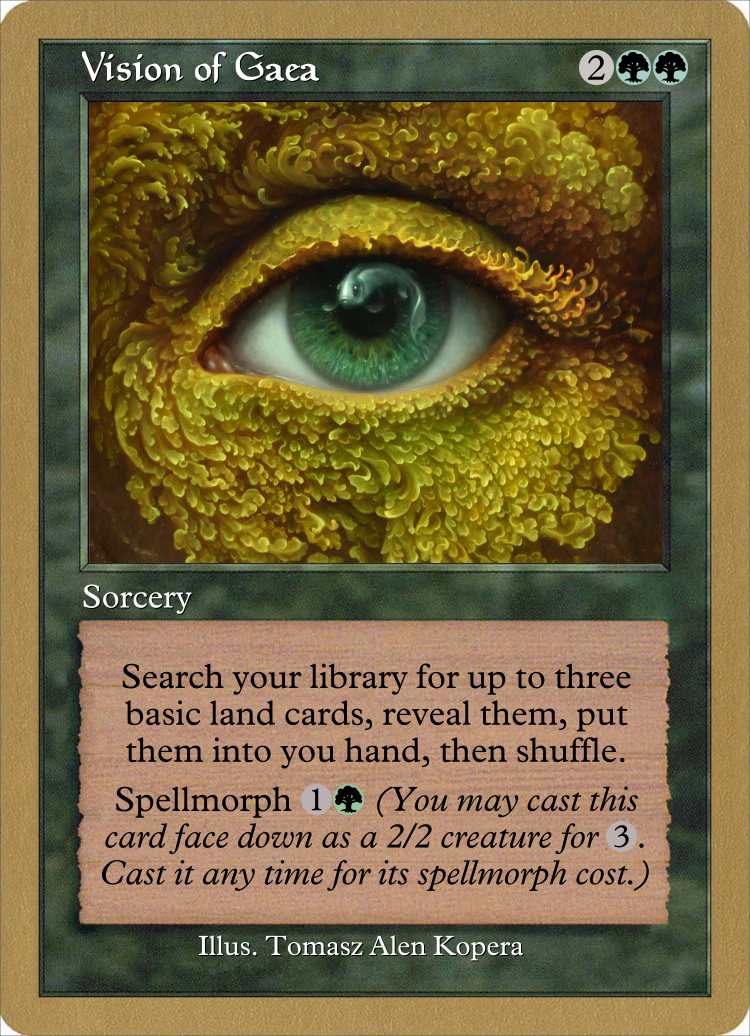 Vision of Gaea 2
Sorcery
Search your library for up to three
basic land cards, reveal them, put
them into you hand, then shuffle.
Spellmorph 1 (You may cast this
card face down as a 2/2 creature for 3.
Cast it any time for its spellmorph cost.)
Illus. Tomasz Alen Kopera